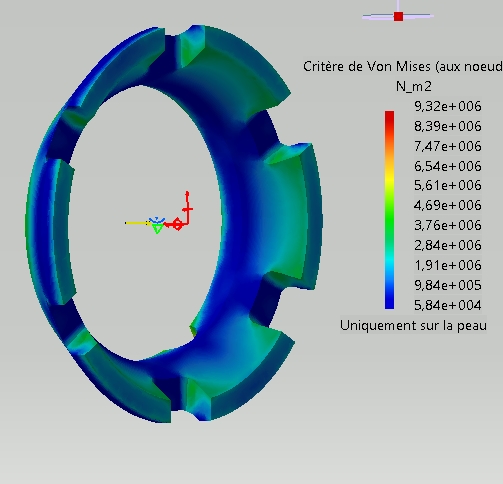 Critère de Von Mises (aux noeud
N_m2
9,32e+006
8,39e+006
7,47e+006
6,54e+006
5,61e+006
4,69e+006
3,76e+006
2,84e+006
1,91e+006
9,84e+005
5,84e+004
Uniquement sur la peau